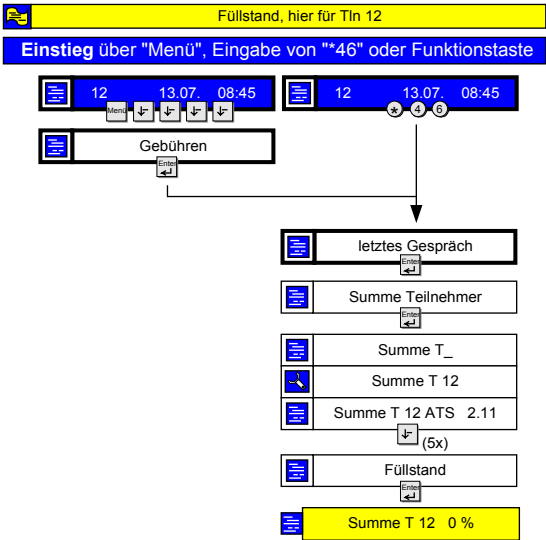 Füllstand, hier für Tln 12
Einstieg über "Menü", Eingabe von "*46" oder Funktionstaste
12 13.07. 08:45
Menü
12 13.07. 08:45
* 4 6
Gebühren
Enter
letztes Gespräch
Enter
Summe Teilnehmer
Enter
Summe T_
Summe T 12
Summe T 12 ATS 2.11
(5x)
Füllstand
Enter
Summe T 12 0 %